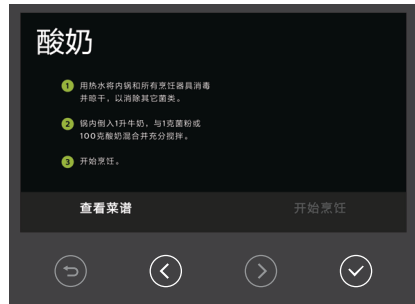 酸奶
1 用热水将内锅和所有烹饪器具消毒
并晾干，以消除其它菌类。
2 锅内倒入1升牛奶，与1克菌粉或
100克酸奶混合并充分搅拌。
3 开始烹饪。
查看菜谱 开始烹饪